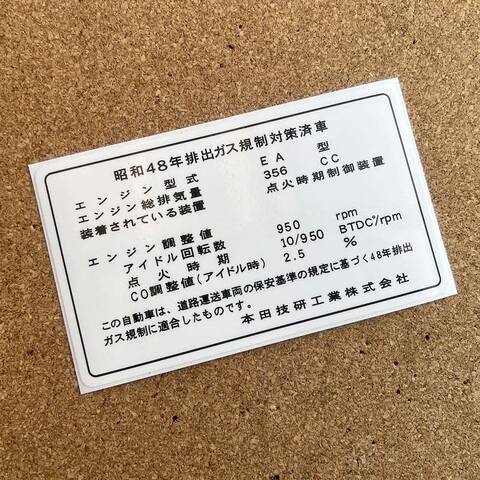 昭和48年排出ガス規制対策済車
エンジン型式 EA 型
エンジン総排気量 356 CC
装着されている装置 点火時期制御装置
エンジン調整値
アイドル回転数 950 rpm
点火時期 10/950 BTDC°/rpm
CO調整値(アイドル時) 2.5 %
この自動車は、道路運送車両の保安基準の規定に基づく48年排出
ガス規制に適合したものです。
本田技研工業株式会社